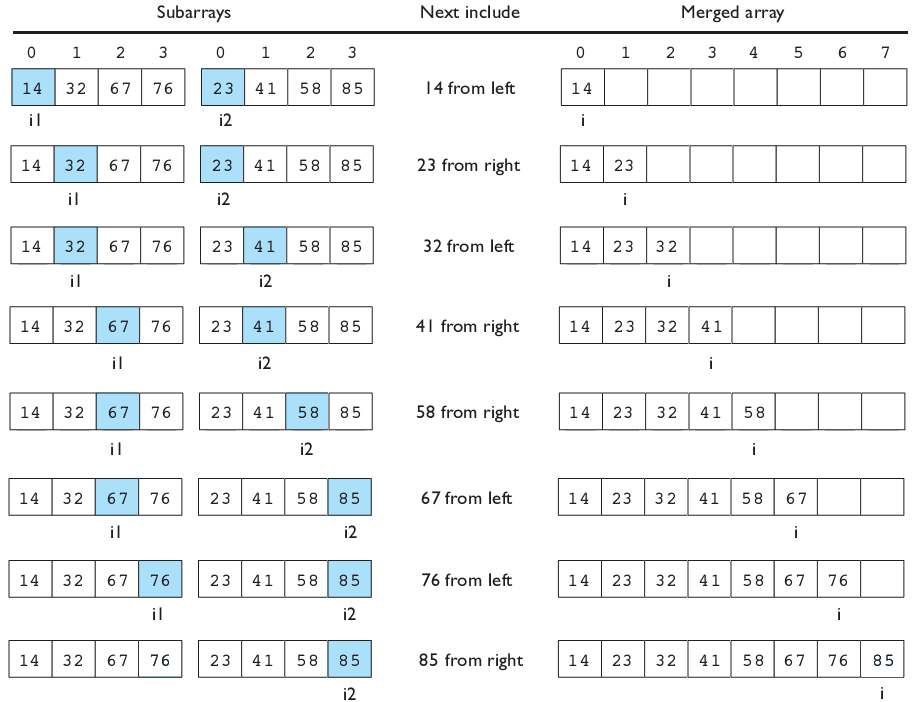 Subarrays Next include Merged array
0 1 2 3 0 1 2 3 0 1 2 3 4 5 6 7
14 32 67 76 23 41 58 85 14 from left 14
i1 i2 i
14 32 67 76 23 41 58 85 23 from right 14 23
i1 i2 i
14 32 67 76 23 41 58 85 32 from left 14 23 32
i1 i2 i
14 32 67 76 23 41 58 85 41 from right 14 23 32 41
i1 i2 i
14 32 67 76 23 41 58 85 58 from right 14 23 32 41 58
i1 i2 i
14 32 67 76 23 41 58 85 67 from left 14 23 32 41 58 67
i1 i2 i
14 32 67 76 23 41 58 85 76 from left 14 23 32 41 58 67 76
i1 i2 i
14 32 67 76 23 41 58 85 85 from right 14 23 32 41 58 67 76 85
i2 i